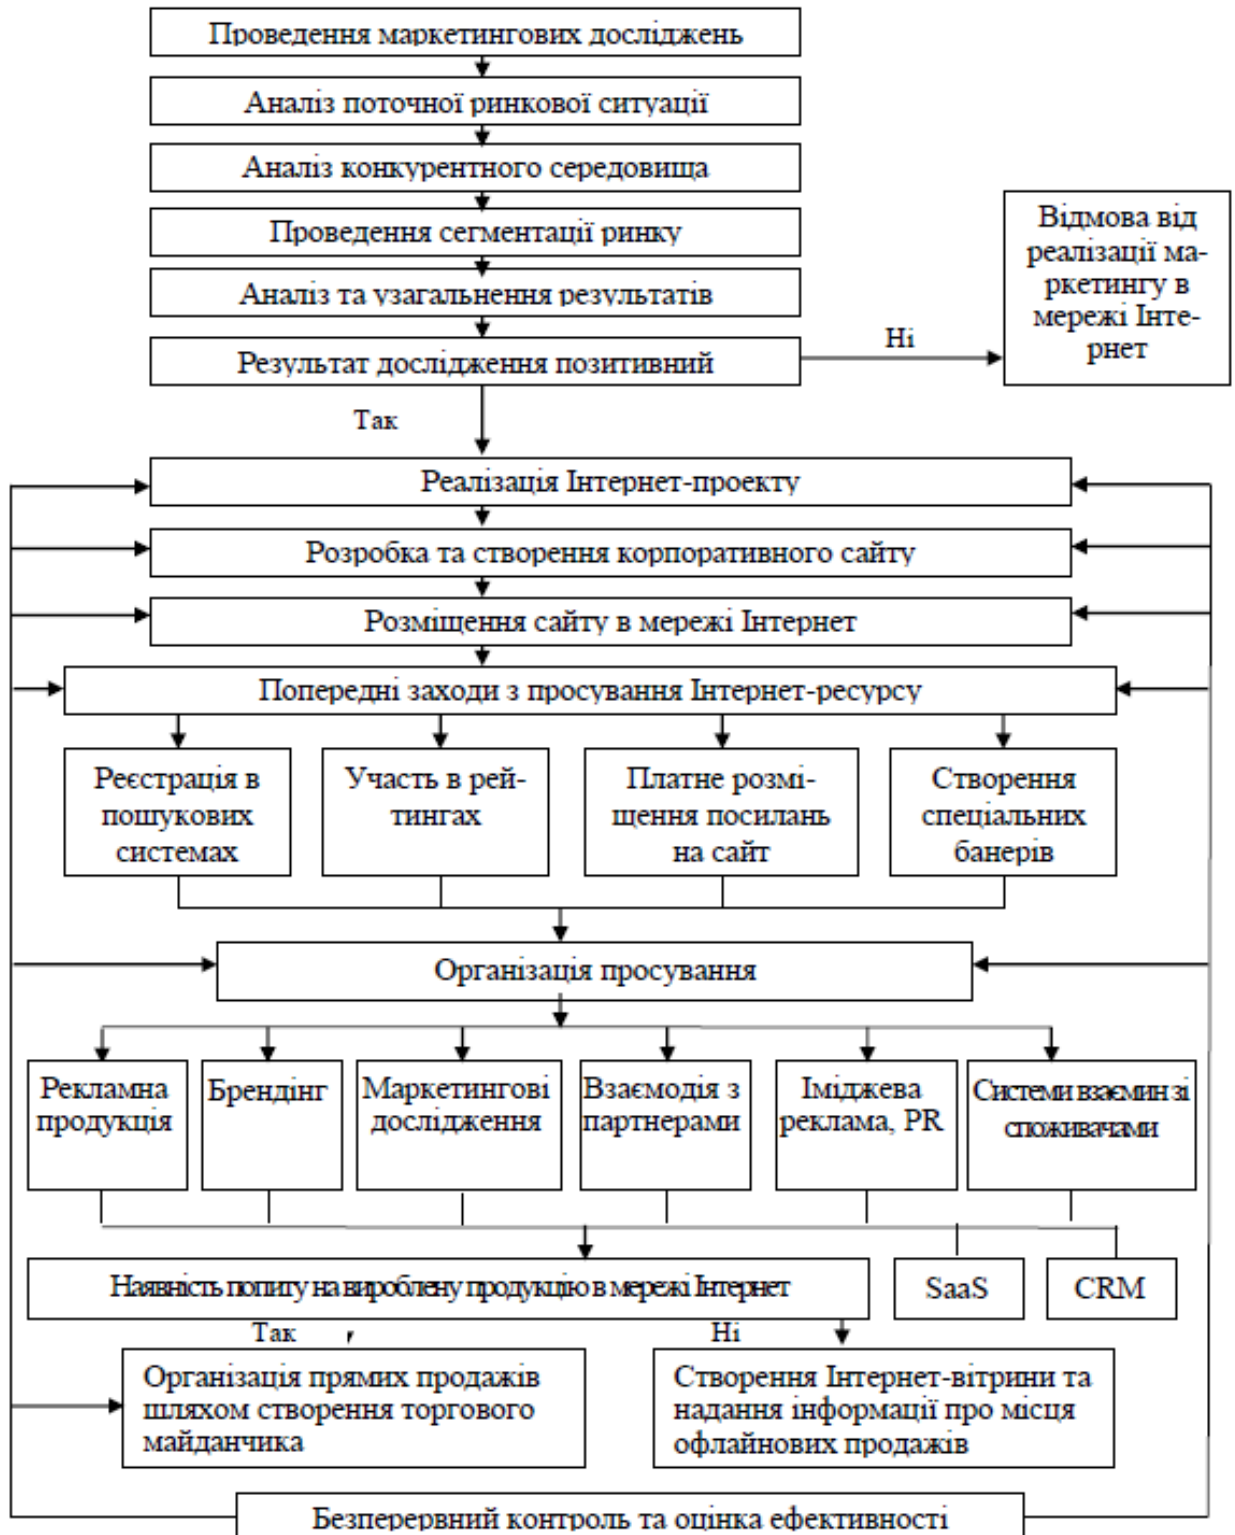 Проведення маркетингових досліджень
Аналіз поточної ринкової ситуації
Аналіз конкурентного середовища
Проведення сегментації ринку
Аналіз та узагальнення результатів
Результат дослідження позитивний
Ні
Відмова від
реалізації ма-
ркетингу в
мережі Інте-
рнет
Так
Реалізація Інтернет-проекту
Розробка та створення корпоративного сайту
Розміщення сайту в мережі Інтернет
Попередні заходи з просування Інтернет-ресурсу
Реєстрація в
пошукових
системах
Участь в рей-
тингах
Платне розмі-
щення посилань
на сайт
Створення
спеціальних
банерів
Організація просування
Рекламна
продукція
Брендінг
Маркетингові
дослідження
Взаємодія з
партнерами
Іміджева
реклама, PR
Системи взаємин зі
споживачами
Наявність попиту на вироблену продукцію в мережі Інтернет
SaaS
CRM
Так
Ні
Організація прямих продажів
шляхом створення торгового
майданчика
Створення Інтернет-вітрини та
надання інформації про місця
офлайнових продажів
Безперервний контроль та оцінка ефективності